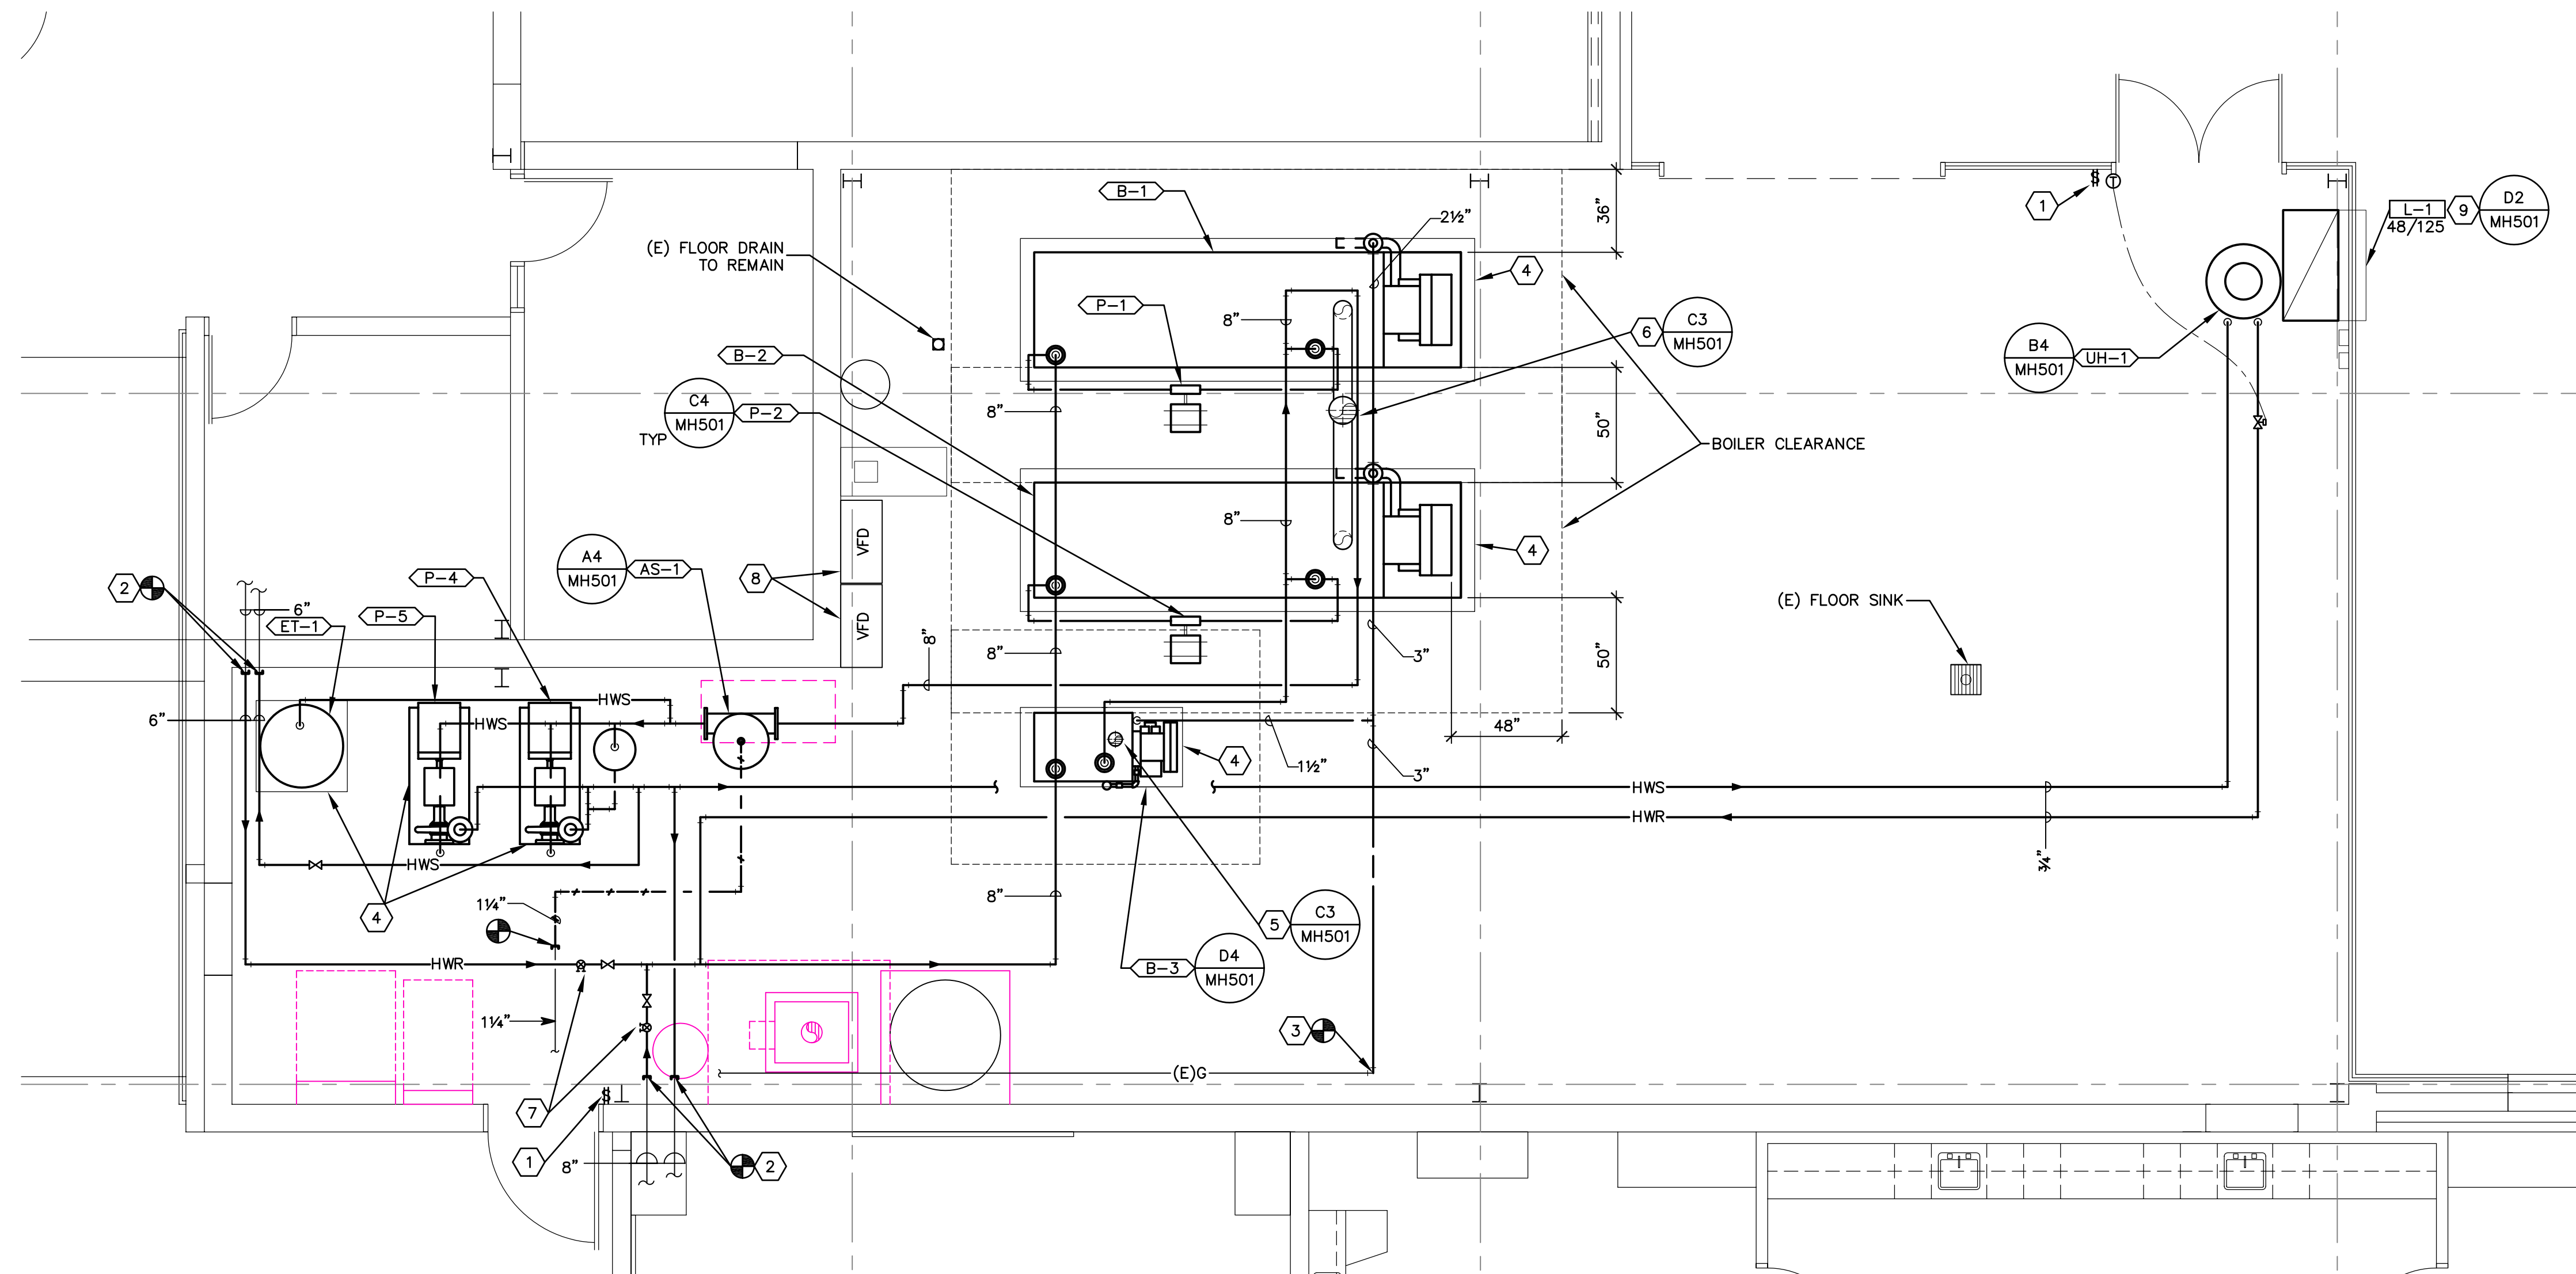 B-1
2½"
36"
1
L-1
48/125
9
D2
MH501
(E) FLOOR DRAIN
TO REMAIN
4
P-1
8"
6
C3
MH501
B4
MH501
UH-1
B-2
C4
MH501
P-2
TYP
8"
50"
BOILER CLEARANCE
8"
VFD
4
A4
MH501
AS-1
8
2
P-4
6"
ET-1
P-5
VFD
(E) FLOOR SINK
8"
8"
3"
50"
HWS
6"
HWS
48"
4
1½"
3"
HWS
HWR
HWS
¾"
4
1¼"
8"
5
C3
MH501
HWR
B-3
D4
MH501
1¼"
3
(E)G
7
1
8"
2